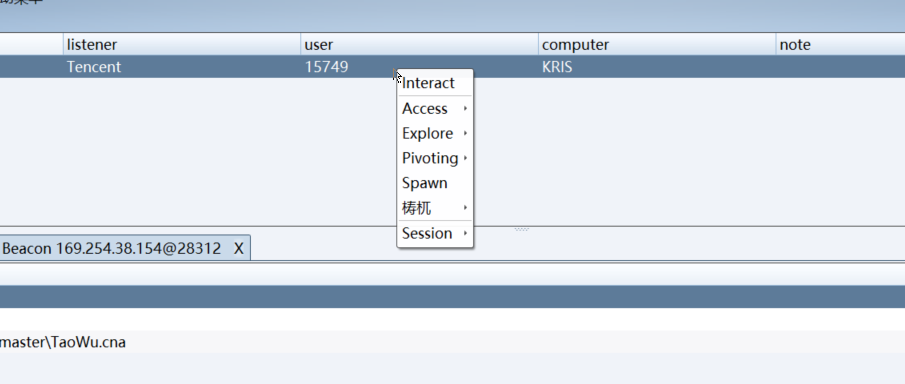 listener user computer note
Tencent 15749 KRIS
Interact
Access
Explore
Pivoting
Spawn
梼杌
Session
Beacon 169.254.38.154@28312 X
master\TaoWu.cna